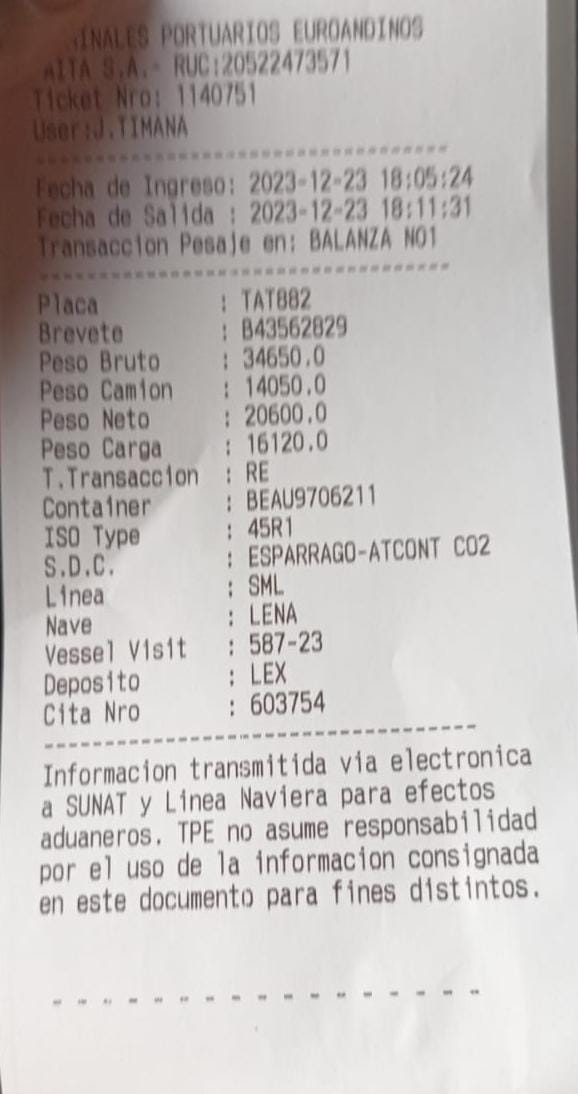 PORTUARIOS EUROANDINOS
S.A.- RUC:20522473571
Ticket Nro: 1140751
User:J.TIMANA
Fecha de Ingreso: 2023-12-23 18:05:24
Fecha de Salida : 2023-12-23 18:11:31
Transaccion Pesaje en: BALANZA NO1
Placa : TAT882
Brevete : B43562829
Peso Bruto : 34650.0
Peso Camion : 14050.0
Peso Neto : 20600.0
Peso Carga : 16120.0
T.Transaccion : RE
Container : BEAU9706211
ISO Type : 45R1
S.D.C. : ESPARRAGO-ATCONT CO2
Linea : SML
Nave : LENA
Vessel Visit : 587-23
Deposito : LEX
Cita Nro : 603754
Informacion transmitida via electronica
a SUNAT y Linea Naviera para efectos
aduaneros. TPE no asume responsabilidad
por el uso de la informacion consignada
en este documento para fines distintos.